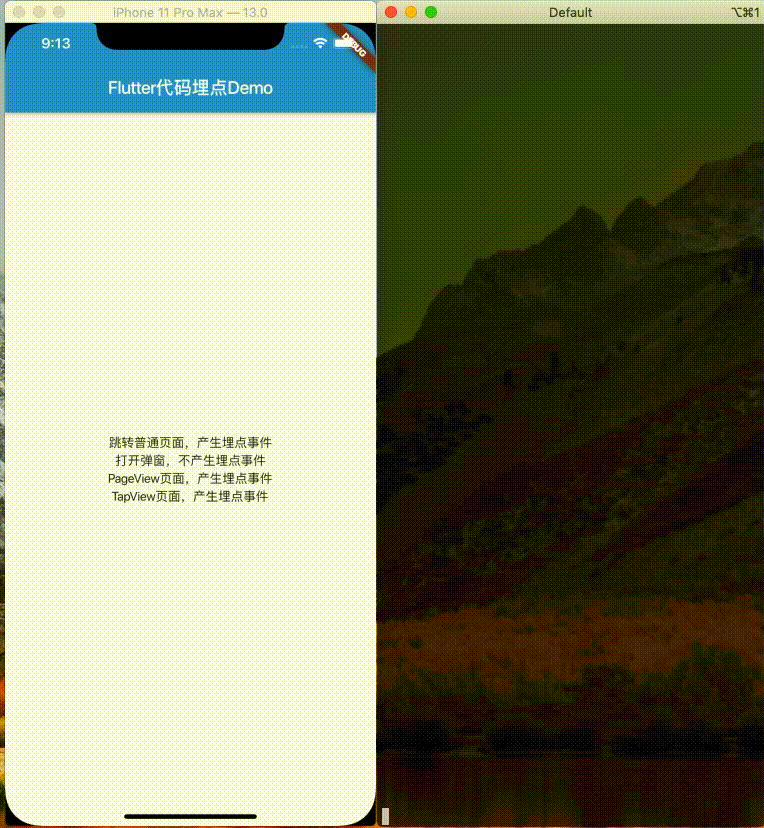 iPhone 11 Pro Max — 13.0
Default
⌥⌘1
9:13
DEBUG
Flutter代码埋点Demo
跳转普通页面，产生埋点事件
打开弹窗，不产生埋点事件
PageView页面，产生埋点事件
TapView页面，产生埋点事件